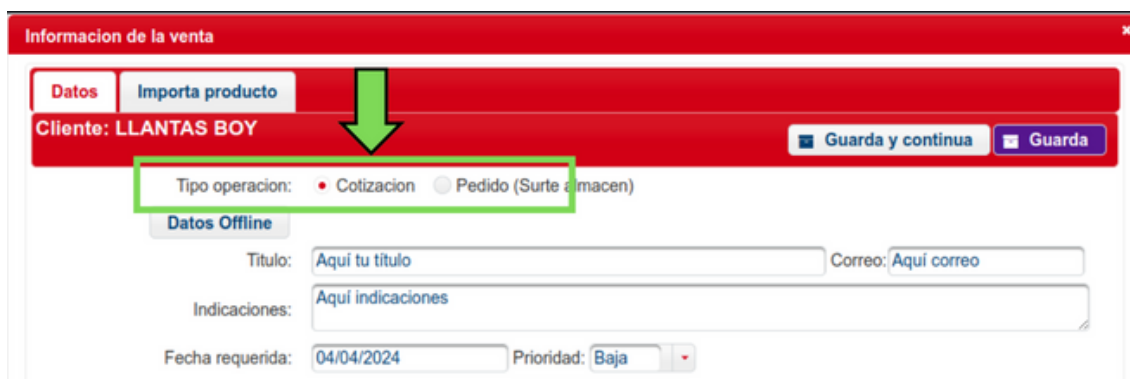 Informacion de la venta
Datos Importa producto
Cliente: LLANTAS BOY
Guarda y continua Guarda
Tipo operacion: Cotizacion Pedido (Surte almacen)
Datos Offline
Titulo: Aquí tu título Correo: Aquí correo
Indicaciones: Aquí indicaciones
Fecha requerida: 04/04/2024 Prioridad: Baja